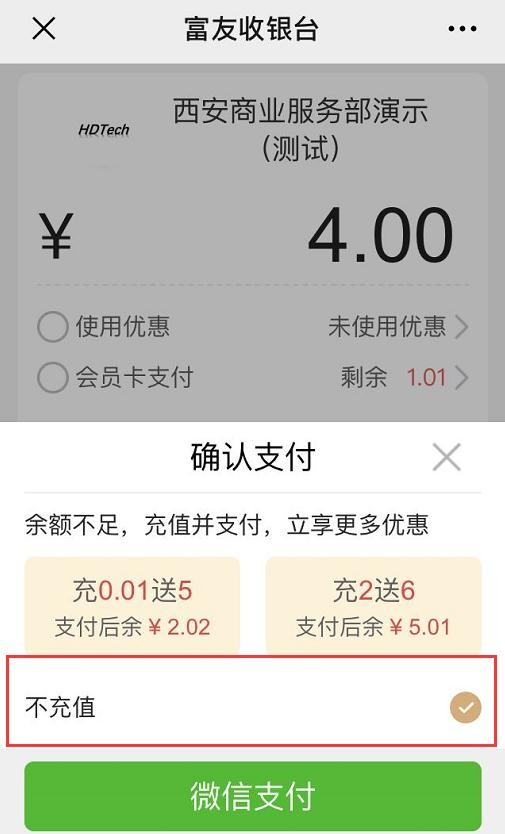 富友收银台
HDTech
西安商业服务部演示
（测试）
¥ 4.00
使用优惠 未使用优惠
会员卡支付 剩余 1.01
确认支付
余额不足，充值并支付，立享更多优惠
充0.01送5 充2送6
支付后余¥2.02 支付后余¥5.01
不充值
微信支付